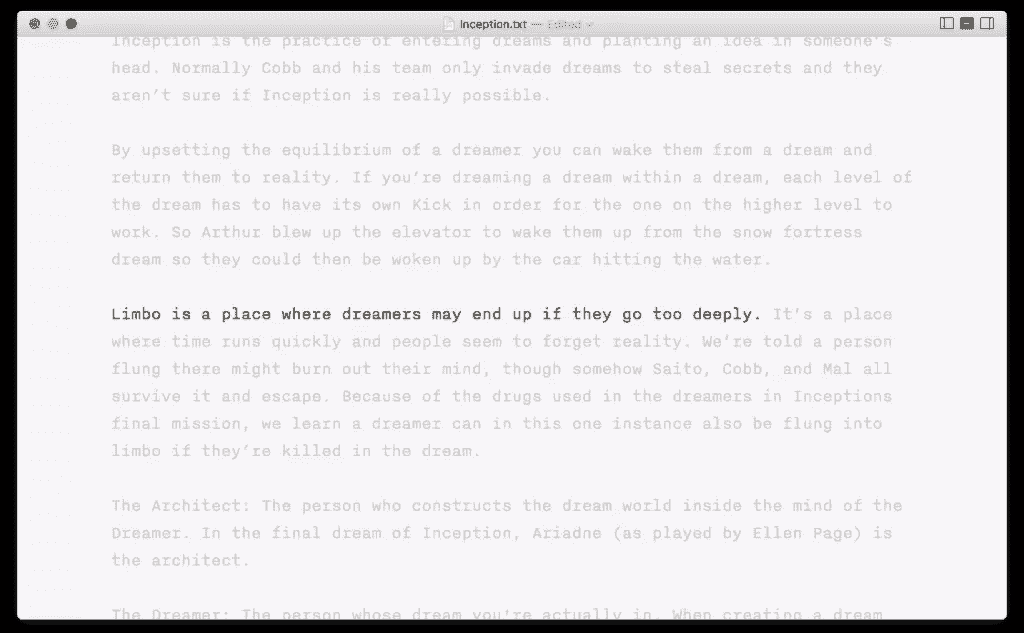 Inception.txt — Edited
Inception is the practice of entering dreams and planting an idea in someone's
head. Normally Cobb and his team only invade dreams to steal secrets and they
aren't sure if Inception is really possible.
By upsetting the equilibrium of a dreamer you can wake them from a dream and
return them to reality. If you're dreaming a dream within a dream, each level of
the dream has to have its own Kick in order for the one on the higher level to
work. So Arthur blew up the elevator to wake them up from the snow fortress
dream so they could then be woken up by the car hitting the water.
Limbo is a place where dreamers may end up if they go too deeply. It's a place
where time runs quickly and people seem to forget reality. We're told a person
flung there might burn out their mind, though somehow Saito, Cobb, and Mal all
survive it and escape. Because of the drugs used in the dreamers in Inceptions
final mission, we learn a dreamer can in this one instance also be flung into
limbo if they're killed in the dream.
The Architect: The person who constructs the dream world inside the mind of the
Dreamer. In the final dream of Inception, Ariadne (as played by Ellen Page) is
the architect.
The Dreamer: The person whose dream you're actually in. When creating a dream